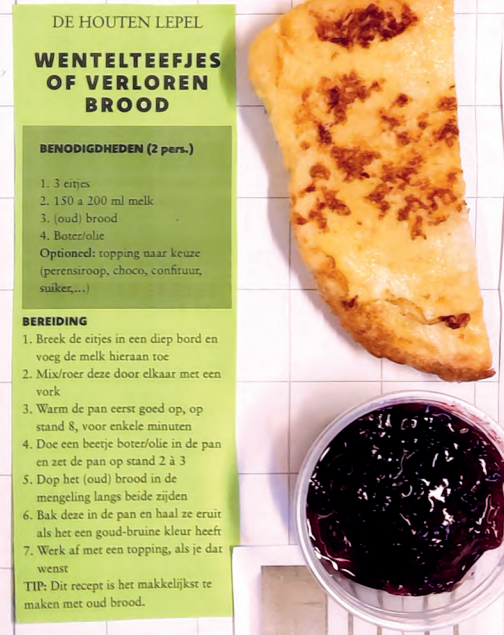 DE HOUTEN LEPEL
WENTELTEEFJES
OF VERLOREN
BROOD
BENODIGDHEDEN (2 pers.)
1. 3 eitjes
2. 150 a 200 ml melk
3. (oud) brood
4. Boter/olie
Optioneel: topping naar keuze
(perensiroop, choco, confituur,
suiker,...)
BEREIDING
1. Breek de eitjes in een diep bord en
voeg de melk hieraan toe
2. Mix/roer deze door elkaar met een
vork
3. Warm de pan eerst goed op, op
stand 8, voor enkele minuten
4. Doe een beetje boter/olie in de pan
en zet de pan op stand 2 à 3
5. Dop het (oud) brood in de
mengeling langs beide zijden
6. Bak deze in de pan en haal ze eruit
als het een goud-bruine kleur heeft
7. Werk af met een topping, als je dat
wenst
TIP: Dit recept is het makkelijkst te
maken met oud brood.